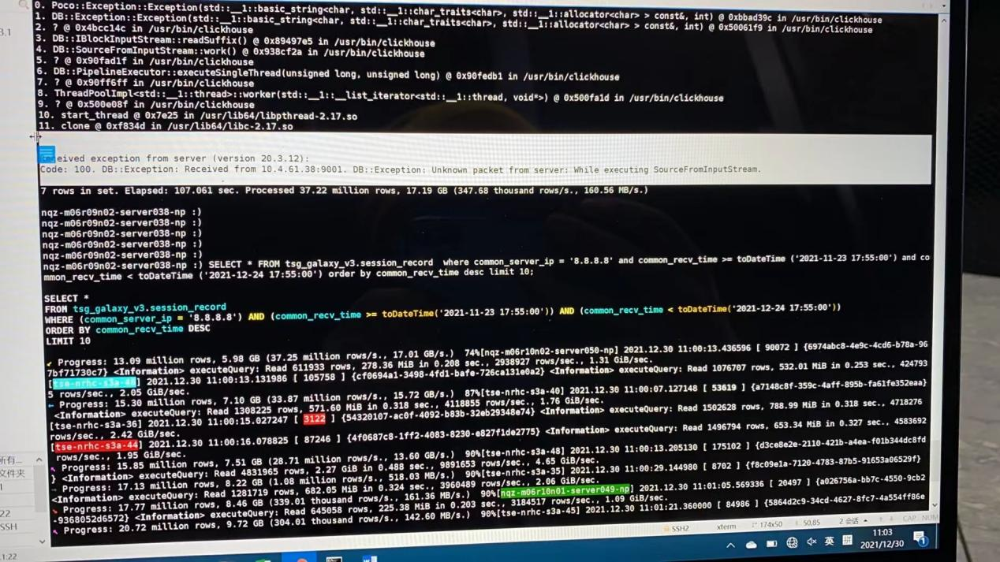 0. Poco::Exception::Exception(std::__1::basic_string<char, std::__1::char_traits<char>, std::__1::allocator<char> > const&, int) @ 0xbbad39c in /usr/bin/clickhouse
1. DB::Exception::Exception(std::__1::basic_string<char, std::__1::char_traits<char>, std::__1::allocator<char> > const&, int) @ 0x50061f9 in /usr/bin/clickhouse
2. ? @ 0x4bcc14c in /usr/bin/clickhouse
3.1
3. DB::IBlockInputStream::readSuffix() @ 0x89497e5 in /usr/bin/clickhouse
4. DB::SourceFromInputStream::work() @ 0x938cf2a in /usr/bin/clickhouse
5. ? @ 0x90fad1f in /usr/bin/clickhouse
6. DB::PipelineExecutor::executeSingleThread(unsigned long, unsigned long) @ 0x90fedb1 in /usr/bin/clickhouse
7. ? @ 0x90ff6ff in /usr/bin/clickhouse
8. ThreadPoolImpl<std::__1::thread>::worker(std::__1::__list_iterator<std::__1::thread, void*>) @ 0x500fa1d in /usr/bin/clickhouse
9. ? @ 0x500e08f in /usr/bin/clickhouse
10. start_thread @ 0x7e25 in /usr/lib64/libpthread-2.17.so
11. clone @ 0xf834d in /usr/lib64/libc-2.17.so
eived exception from server (version 20.3.12):
Code: 100. DB::Exception: Received from 10.4.61.38:9001. DB::Exception: Unknown packet from server: While executing SourceFromInputStream.
7 rows in set. Elapsed: 107.061 sec. Processed 37.22 million rows, 17.19 GB (347.68 thousand rows/s., 160.56 MB/s.)
nqz-m06r09n02-server038-np :)
nqz-m06r09n02-server038-np :)
nqz-m06r09n02-server038-np :)
nqz-m06r09n02-server038-np :)
nqz-m06r09n02-server038-np :)
nqz-m06r09n02-server038-np :) SELECT * FROM tsg_galaxy_v3.session_record  where common_server_ip = '8.8.8.8' and common_recv_time >= toDateTime ('2021-11-23 17:55:00') and co
mmon_recv_time < toDateTime ('2021-12-24 17:55:00') order by common_recv_time desc limit 10;
SELECT *
FROM tsg_galaxy_v3.session_record
WHERE (common_server_ip = '8.8.8.8') AND (common_recv_time >= toDateTime('2021-11-23 17:55:00')) AND (common_recv_time < toDateTime('2021-12-24 17:55:00'))
ORDER BY common_recv_time DESC
LIMIT 10
Progress: 13.09 million rows, 5.98 GB (37.25 million rows/s., 17.01 GB/s.)  74%[nqz-m06r10n02-server050-np] 2021.12.30 11:00:13.436596 [ 90072 ] {6974abc8-4e9c-4cd6-b78a-96
7bf71730c7} <Information> executeQuery: Read 611933 rows, 278.36 MiB in 0.208 sec., 2938927 rows/sec., 1.31 GiB/sec.
[tse-nrhc-s3a-48] 2021.12.30 11:00:13.131986 [ 105758 ] {cf0694a1-3498-4fd1-bafe-726ca131e0a2} <Information> executeQuery: Read 1076707 rows, 532.01 MiB in 0.253 sec., 424793
5 rows/sec., 2.05 GiB/sec.
Progress: 15.30 million rows, 7.10 GB (33.87 million rows/s., 15.72 GB/s.)  87%[tse-nrhc-s3a-40] 2021.12.30 11:00:07.127148 [ 53619 ] {a7148c8f-359c-4aff-895b-fa61fe352eaa}
<Information> executeQuery: Read 1308225 rows, 571.60 MiB in 0.318 sec., 4118855 rows/sec., 1.76 GiB/sec.
[tse-nrhc-s3a-36] 2021.12.30 11:00:15.027247 [ 3122 ] {54320107-ac0f-4092-b83b-32eb29348e74} <Information> executeQuery: Read 1502628 rows, 788.99 MiB in 0.318 sec., 4718276
rows/sec., 2.42 GiB/sec.
[tse-nrhc-s3a-44] 2021.12.30 11:00:16.078825 [ 87246 ] {4f0687c8-1ff2-4083-8230-e827f1de2775} <Information> executeQuery: Read 1496794 rows, 653.34 MiB in 0.327 sec., 4583692
rows/sec., 1.95 GiB/sec.
Progress: 15.85 million rows, 7.51 GB (28.71 million rows/s., 13.60 GB/s.)  90%[tse-nrhc-s3a-48] 2021.12.30 11:00:13.205130 [ 175102 ] {d3ce8e2e-2110-421b-a4ea-f01b344dc8fd
} <Information> executeQuery: Read 4831965 rows, 2.27 GiB in 0.488 sec., 9891653 rows/sec., 4.65 GiB/sec.
Progress: 17.13 million rows, 8.22 GB (1.08 million rows/s., 518.03 MB/s.)  90%[tse-nrhc-s3a-35] 2021.12.30 11:00:29.144980 [ 8702 ] {f8c09e1a-7120-4783-87b5-91653a06529f}
<Information> executeQuery: Read 1281719 rows, 682.05 MiB in 0.324 sec., 3960489 rows/sec., 2.06 GiB/sec.
Progress: 17.77 million rows, 8.46 GB (339.01 thousand rows/s., 161.36 MB/s.)  90%[nqz-m06r10n01-server049-np] 2021.12.30 11:01:05.569336 [ 20497 ] {a026756a-bb7c-4550-9cb2
-9368052d6572} <Information> executeQuery: Read 645058 rows, 225.38 MiB in 0.203 sec., 3184517 rows/sec., 1.09 GiB/sec.
Progress: 20.72 million rows, 9.72 GB (304.01 thousand rows/s., 142.60 MB/s.)  90%[tse-nrhc-s3a-45] 2021.12.30 11:01:21.360000 [ 84986 ] {5864d2c9-34cd-4627-8fc7-4a554ff86e
所有...
文件夹
1
22
SSH
1:22
SSH2
xterm
174x50
50,85
2 会话
CAP NUM
英
拼
11:03
2021/12/30
1